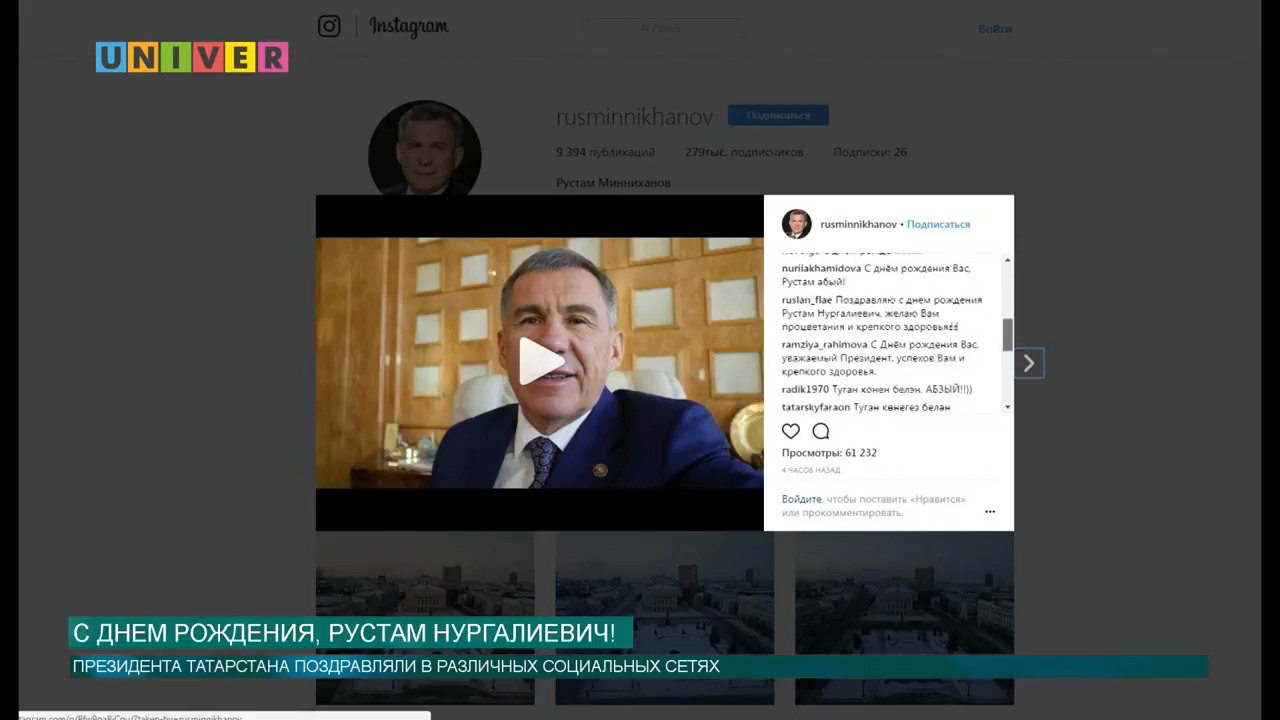 Instagram
Поиск
Войти
UNIVER
rusminnikhanov Подписаться
9 394 публикаций 279тыс. подписчиков Подписки: 26
Рустам Минниханов
rusminnikhanov • Подписаться
nuriiakhamidova С днём рождения Вас,
Рустам абый!
ruslan_flae Поздравляю с днем рождения
Рустам Нургалиевич, желаю Вам
процветания и крепкого здоровья
ramziya_rahimova С Днём рождения Вас,
уважаемый Президент, успехов Вам и
крепкого здоровья.
radik1970 Туган конен белэн, АБЗЫЙ!!))
tatarskyfaraon Туган көнегез белән
Просмотры: 61 232
4 ЧАСОВ НАЗАД
Войдите, чтобы поставить «Нравится»
или прокомментировать.
С ДНЕМ РОЖДЕНИЯ, РУСТАМ НУРГАЛИЕВИЧ!
ПРЕЗИДЕНТА ТАТАРСТАНА ПОЗДРАВЛЯЛИ В РАЗЛИЧНЫХ СОЦИАЛЬНЫХ СЕТЯХ